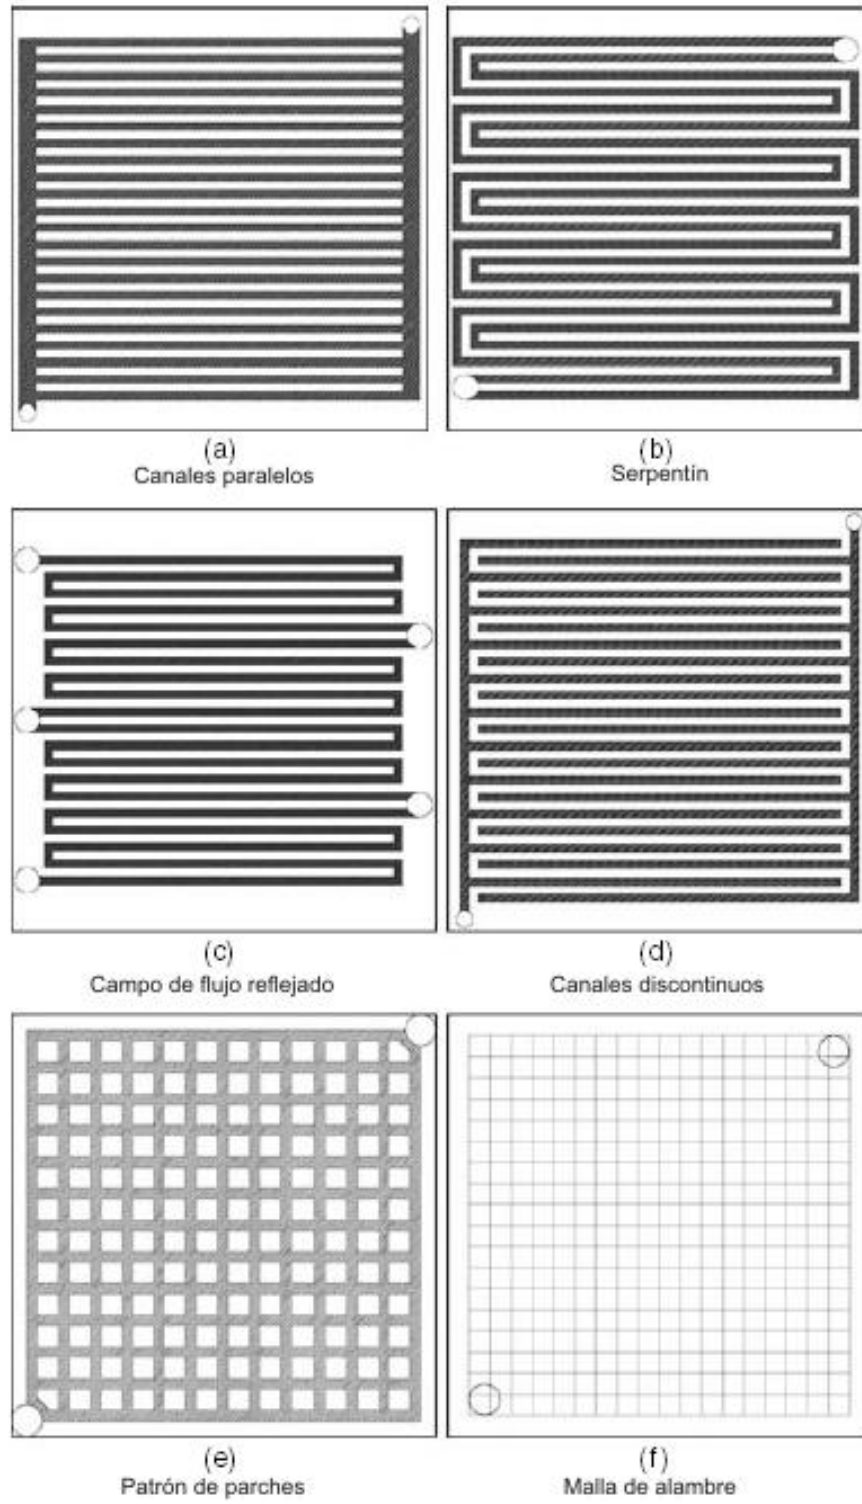 (a)
Canales paralelos
(b)
Serpentín
(c)
Campo de flujo reflejado
(d)
Canales discontinuos
(e)
Patrón de parches
(f)
Malla de alambre